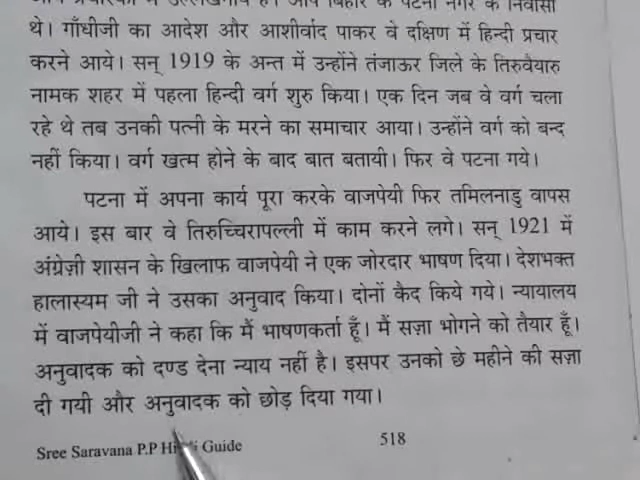 थे। गाँधीजी का आदेश और आशीर्वाद पाकर वे दक्षिण में हिन्दी प्रचार
करने आये। सन् 1919 के अन्त में उन्होंने तंजाऊर जिले के तिरुवैयारु
नामक शहर में पहला हिन्दी वर्ग शुरु किया। एक दिन जब वे वर्ग चला
रहे थे तब उनकी पत्नी के मरने का समाचार आया। उन्होंने वर्ग को बन्द
नहीं किया। वर्ग खत्म होने के बाद बात बतायी। फिर वे पटना गये।
पटना में अपना कार्य पूरा करके वाजपेयी फिर तमिलनाडु वापस
आये। इस बार वे तिरुच्चिरापल्ली में काम करने लगे। सन् 1921 में
अंग्रेज़ी शासन के खिलाफ वाजपेयी ने एक जोरदार भाषण दिया। देशभक्त
हालास्यम जी ने उसका अनुवाद किया। दोनों कैद किये गये। न्यायालय
में वाजपेयीजी ने कहा कि मैं भाषणकर्ता हूँ। मैं सज़ा भोगने को तैयार हूँ।
अनुवादक को दण्ड देना न्याय नहीं है। इसपर उनको छे महीने की सज़ा
दी गयी और अनुवादक को छोड़ दिया गया।
Sree Saravana P.P Guide 518